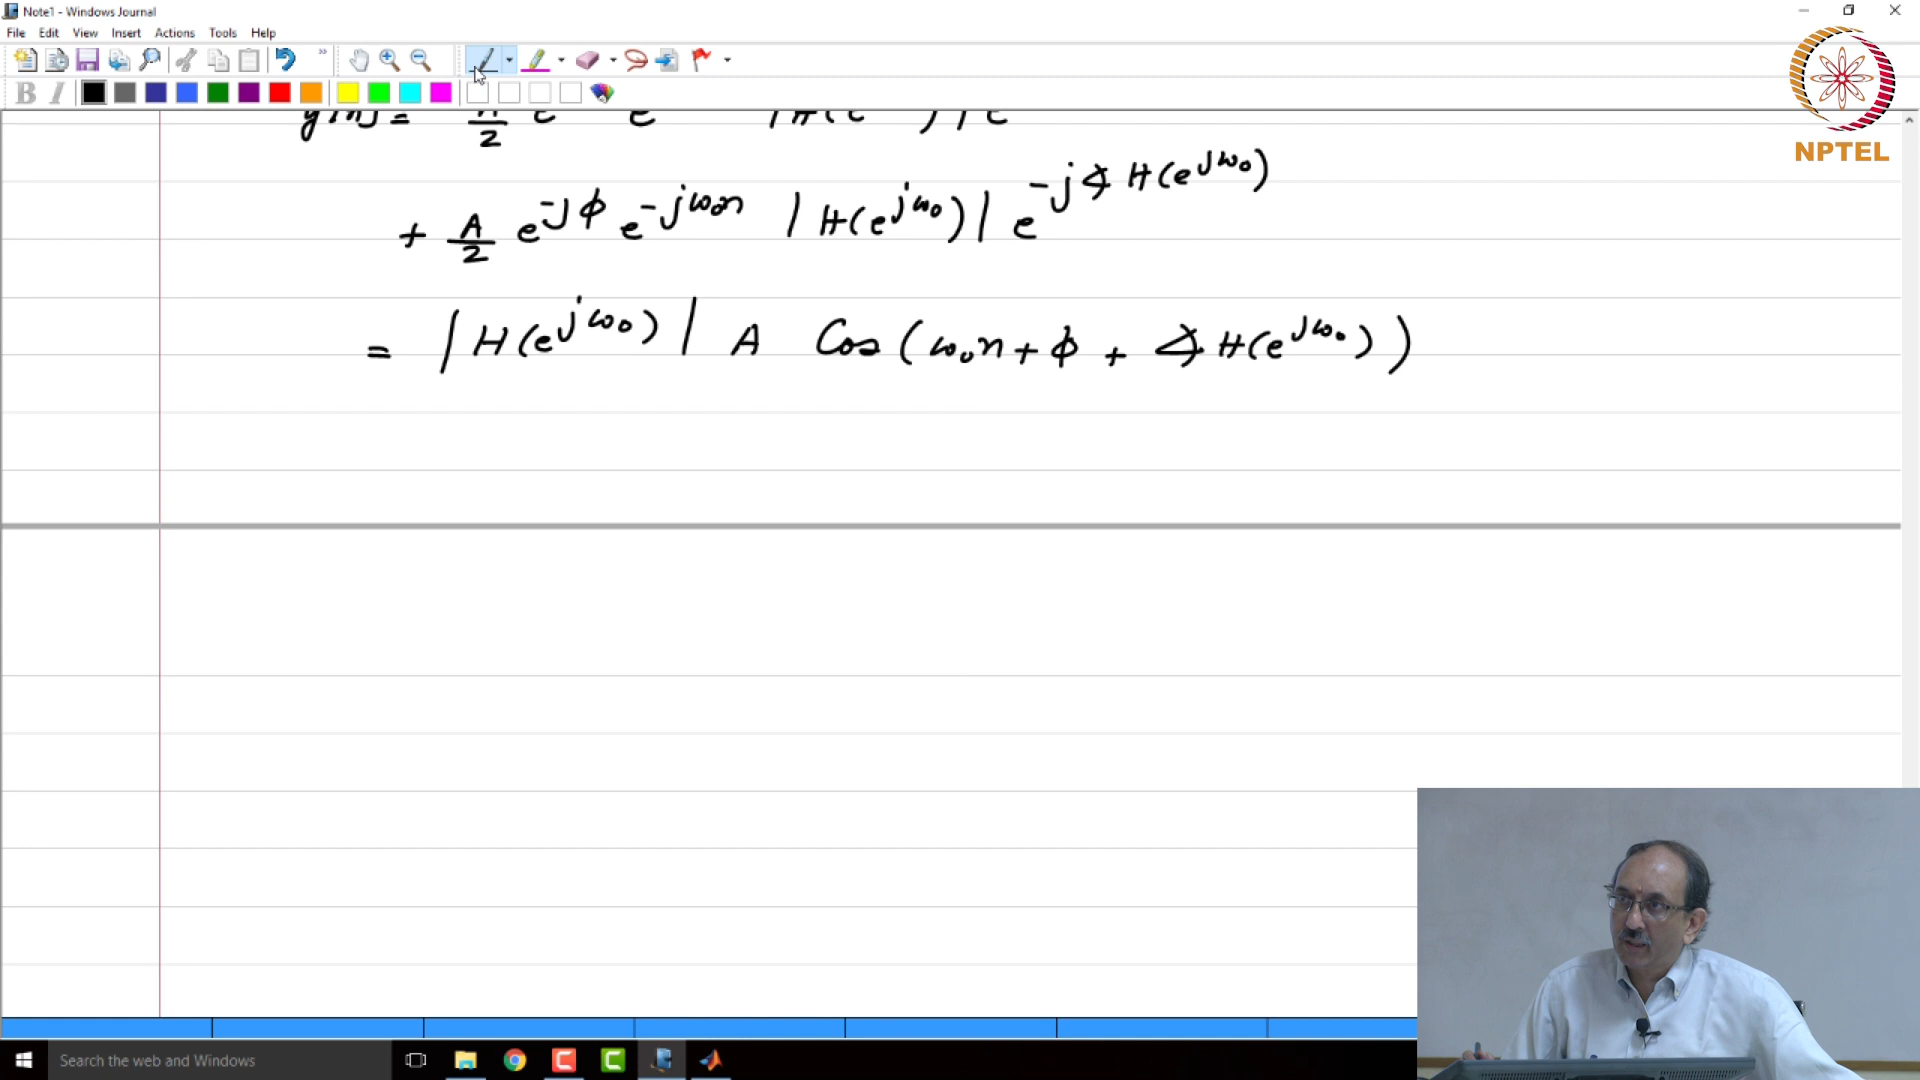 Note1 - Windows Journal
File Edit View Insert Actions Tools Help
B I
NPTEL
y[n] =
+ A/2 e^{-jϕ} e^{-jω₀n} |H(e^{jω₀})| e^{-j∢H(e^{jω₀})}
= |H(e^{jω₀})| A Cos(ω₀n + ϕ + ∢H(e^{jω₀}))
Search the web and Windows